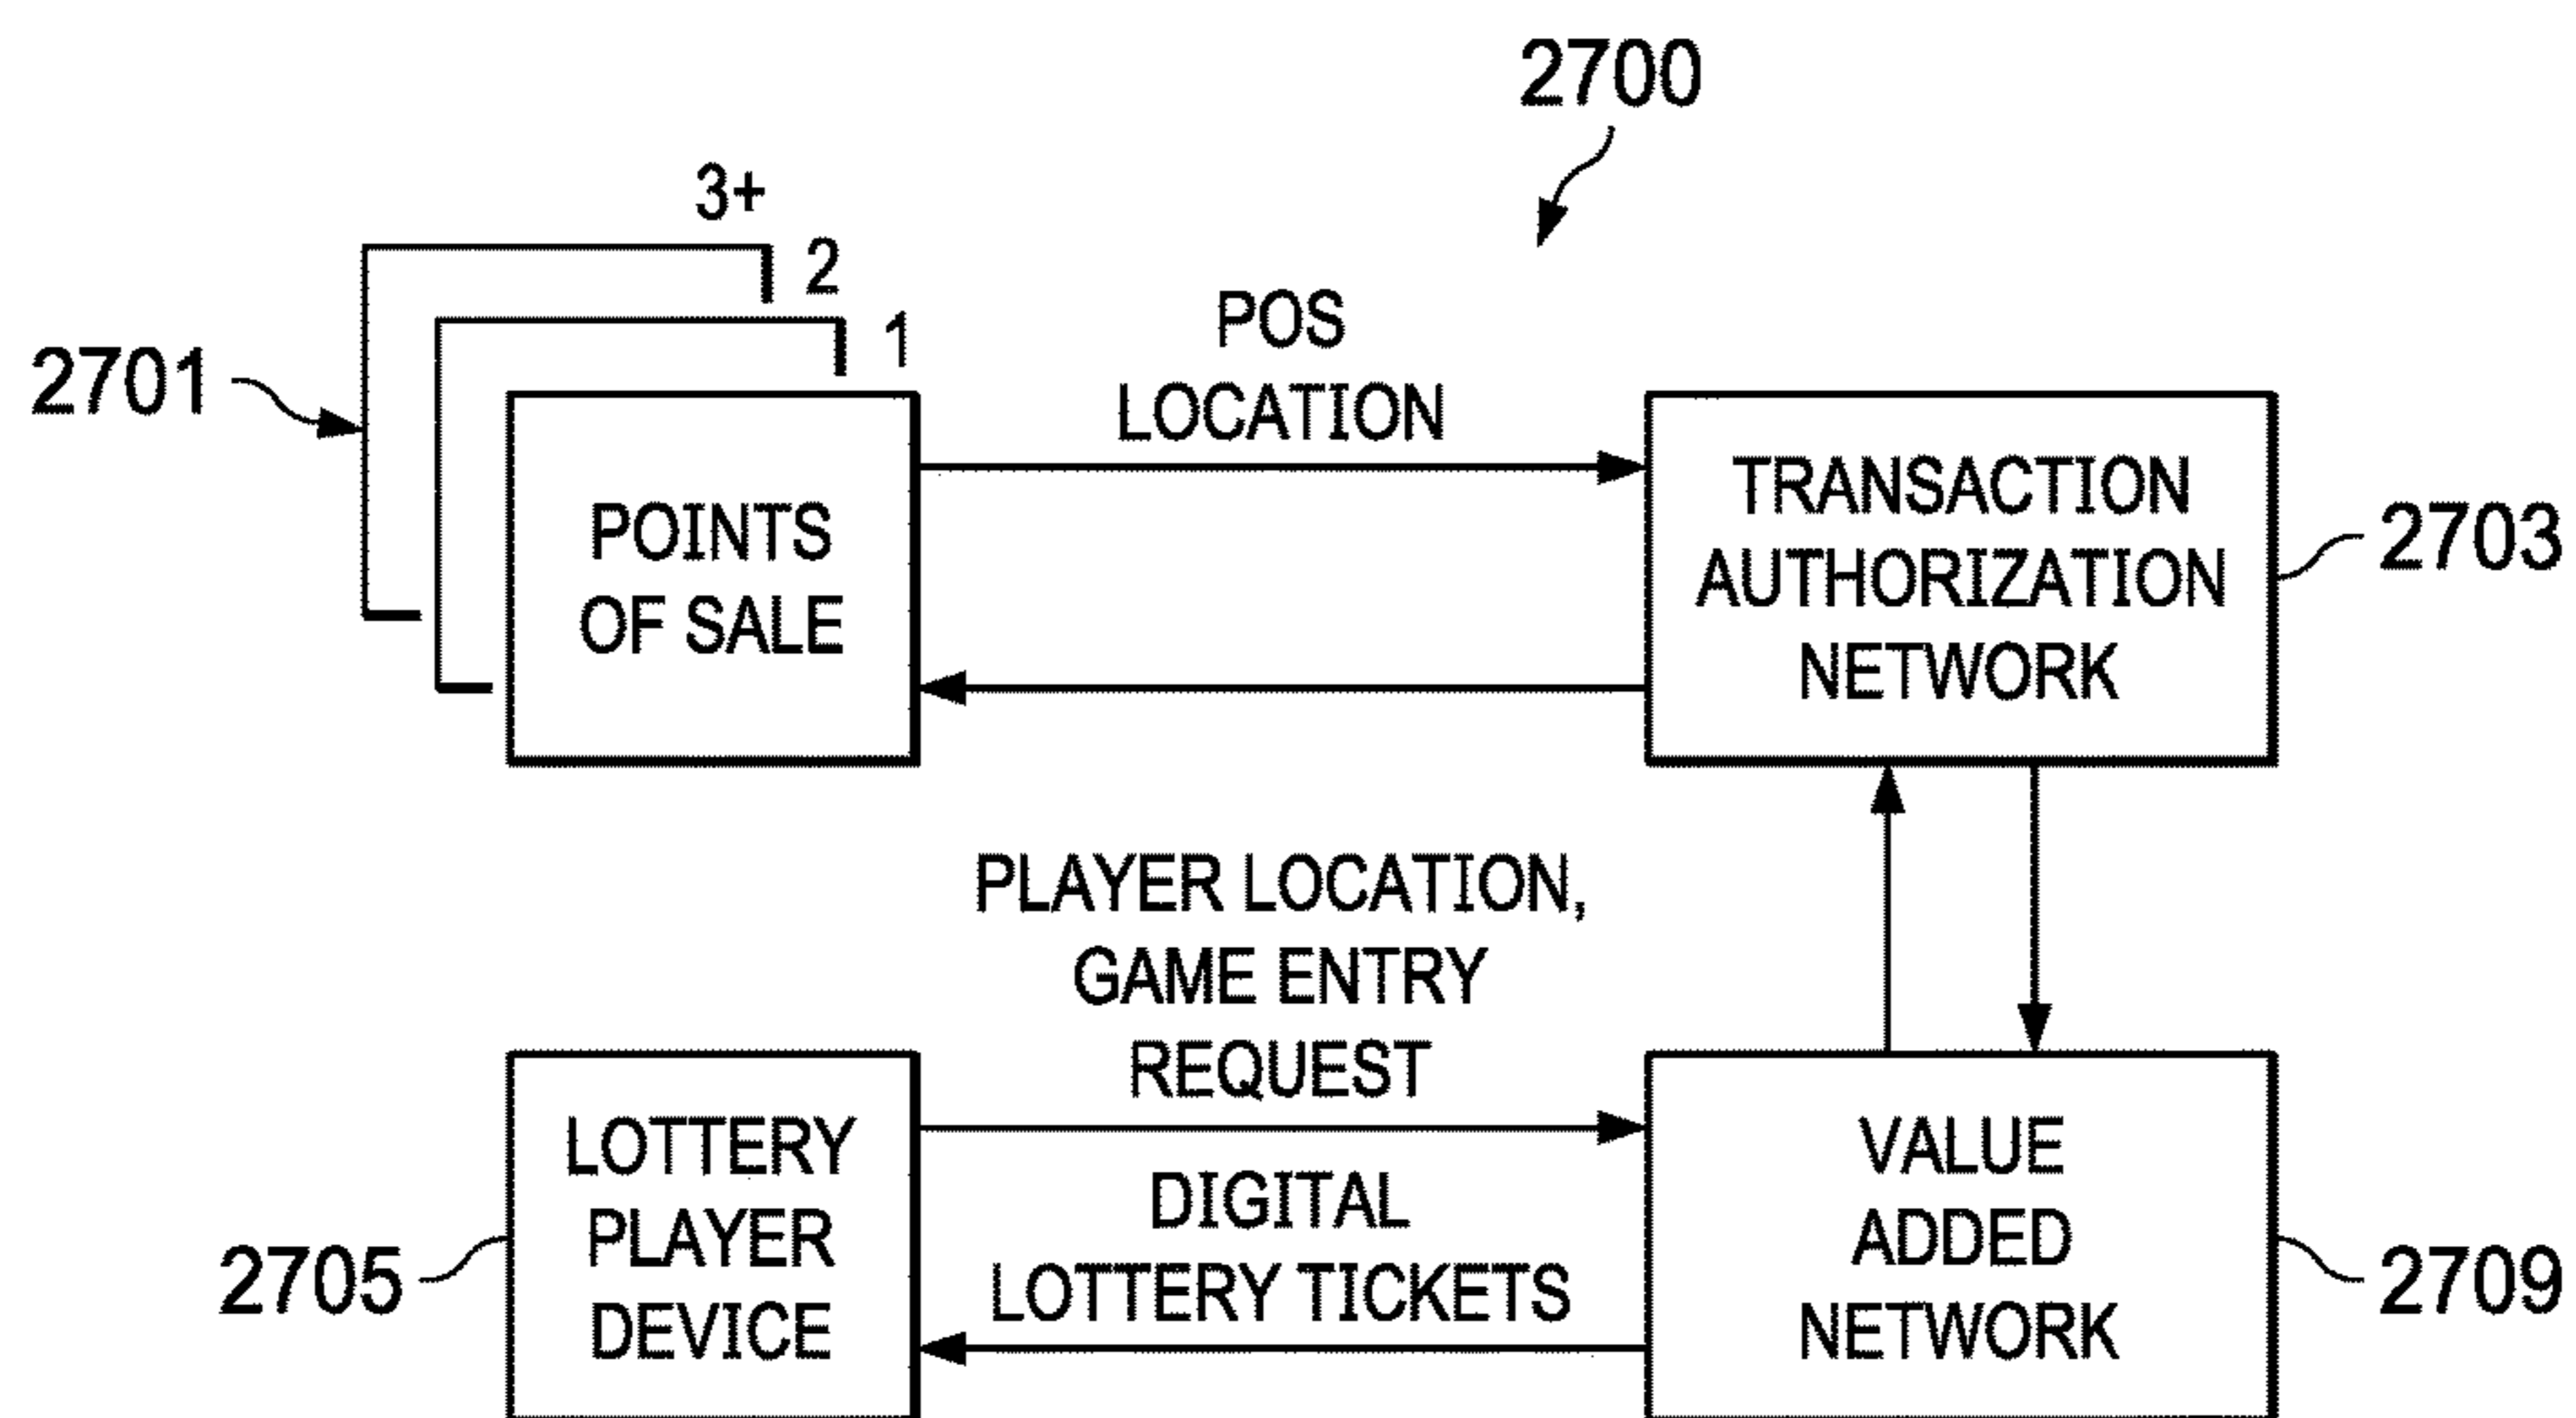 2700
3+
2
1
2701
POS
LOCATION
POINTS
OF SALE
TRANSACTION
AUTHORIZATION
NETWORK
2703
PLAYER LOCATION,
GAME ENTRY
REQUEST
LOTTERY
PLAYER
DEVICE
2705
DIGITAL
LOTTERY TICKETS
VALUE
ADDED
NETWORK
2709